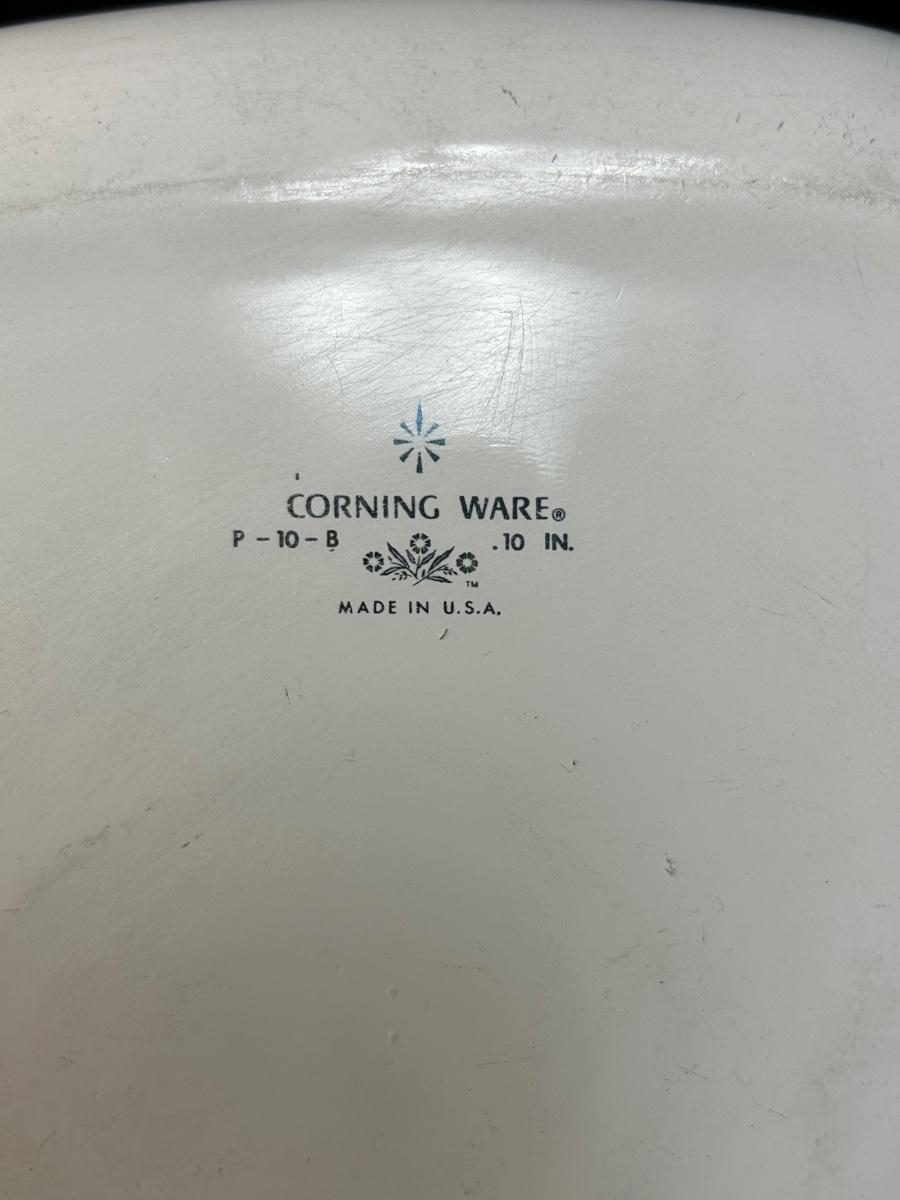 CORNING WARE®
P-10-B .10 IN.
TM
MADE IN U.S.A.